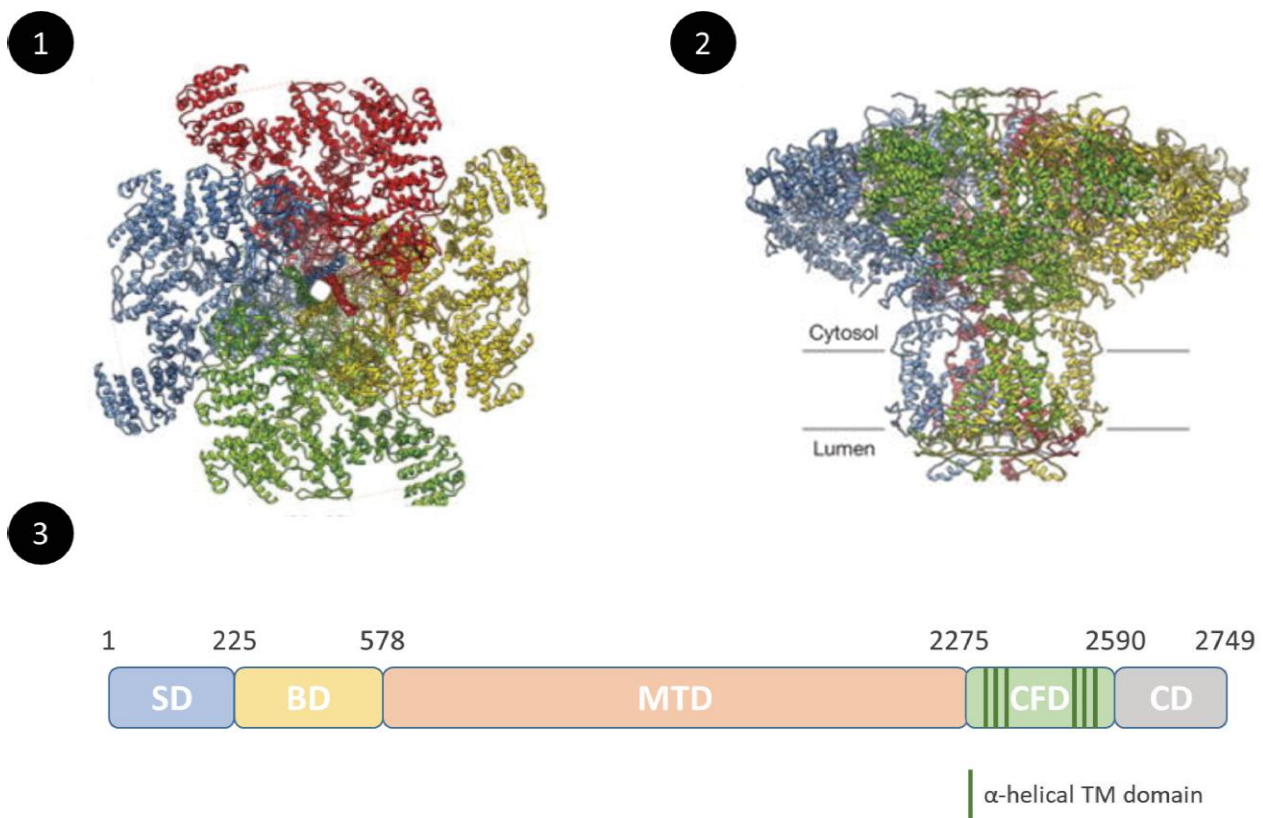 1
2
Cytosol
Lumen
3
1 225 578 2275 2590 2749
SD BD MTD CFD CD
α-helical TM domain